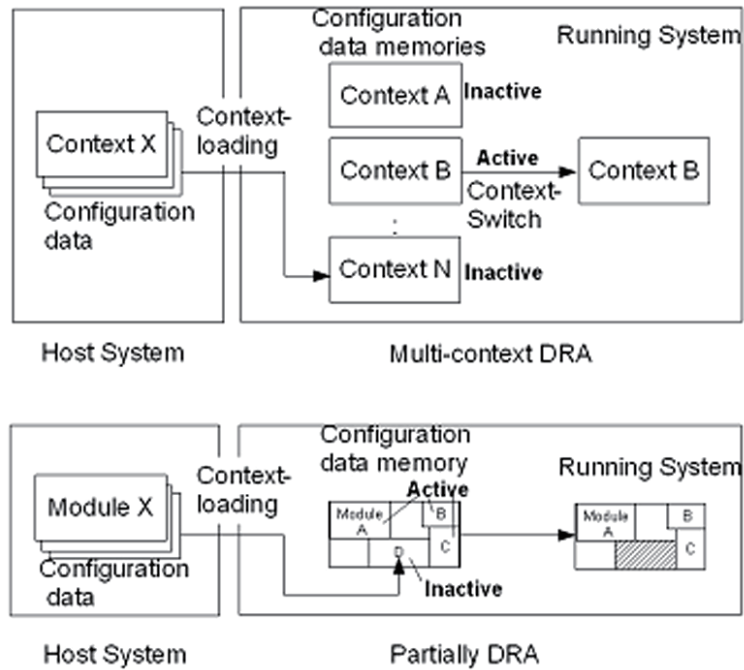 Configuration
data memories
Running System
Context A
Inactive
Context X
Context-
loading
Context B
Active
Context-
Switch
Context B
Configuration
data
:
Context N
Inactive
Host System
Multi-context DRA
Configuration
data memory
Running System
Context-
loading
Active
Module X
Module
A
B
C
D
Module
A
B
C
Configuration
data
Inactive
Host System
Partially DRA